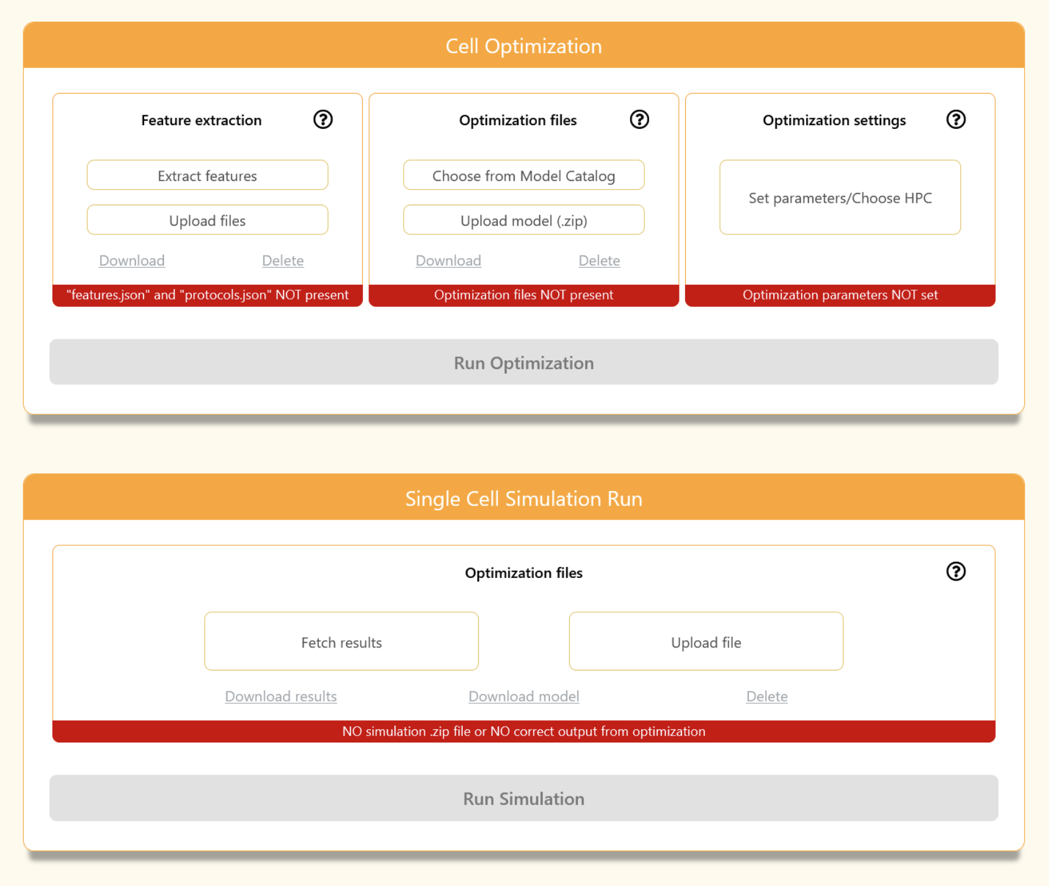 Cell Optimization
Feature extraction ?
Extract features
Upload files
Download Delete
"features.json" and "protocols.json" NOT present
Optimization files ?
Choose from Model Catalog
Upload model (.zip)
Download Delete
Optimization files NOT present
Optimization settings ?
Set parameters/Choose HPC
Optimization parameters NOT set
Run Optimization
Single Cell Simulation Run
Optimization files ?
Fetch results Upload file
Download results Download model Delete
NO simulation .zip file or NO correct output from optimization
Run Simulation